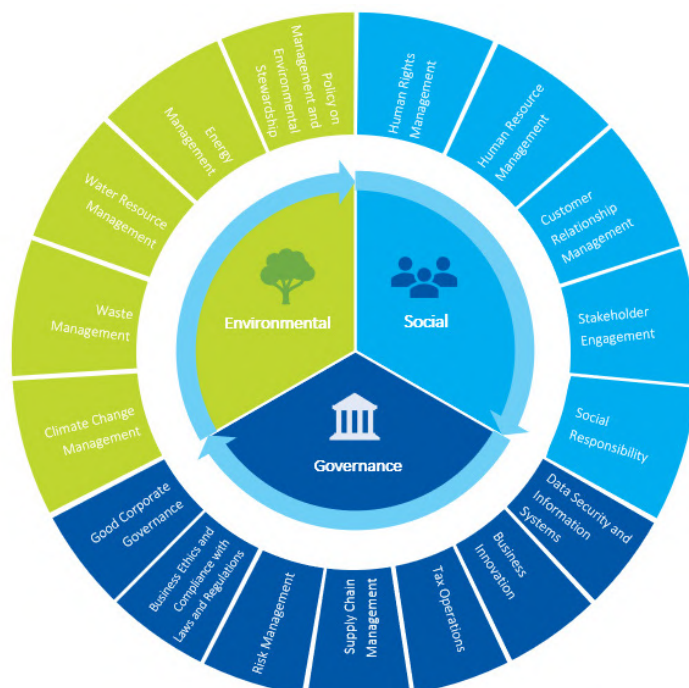 Policy on
Management and
Environmental
Stewardship
Human Rights
Management
Human Resource
Management
Customer
Relationship
Management
Stakeholder
Engagement
Social
Responsibility
Data Security and
Information
Systems
Business
Innovation
Tax Operations
Supply Chain
Management
Risk Management
Business Ethics and
Compliance with
Laws and Regulations
Good Corporate
Governance
Climate Change
Management
Waste
Management
Water Resource
Management
Energy
Management
Environmental
Social
Governance